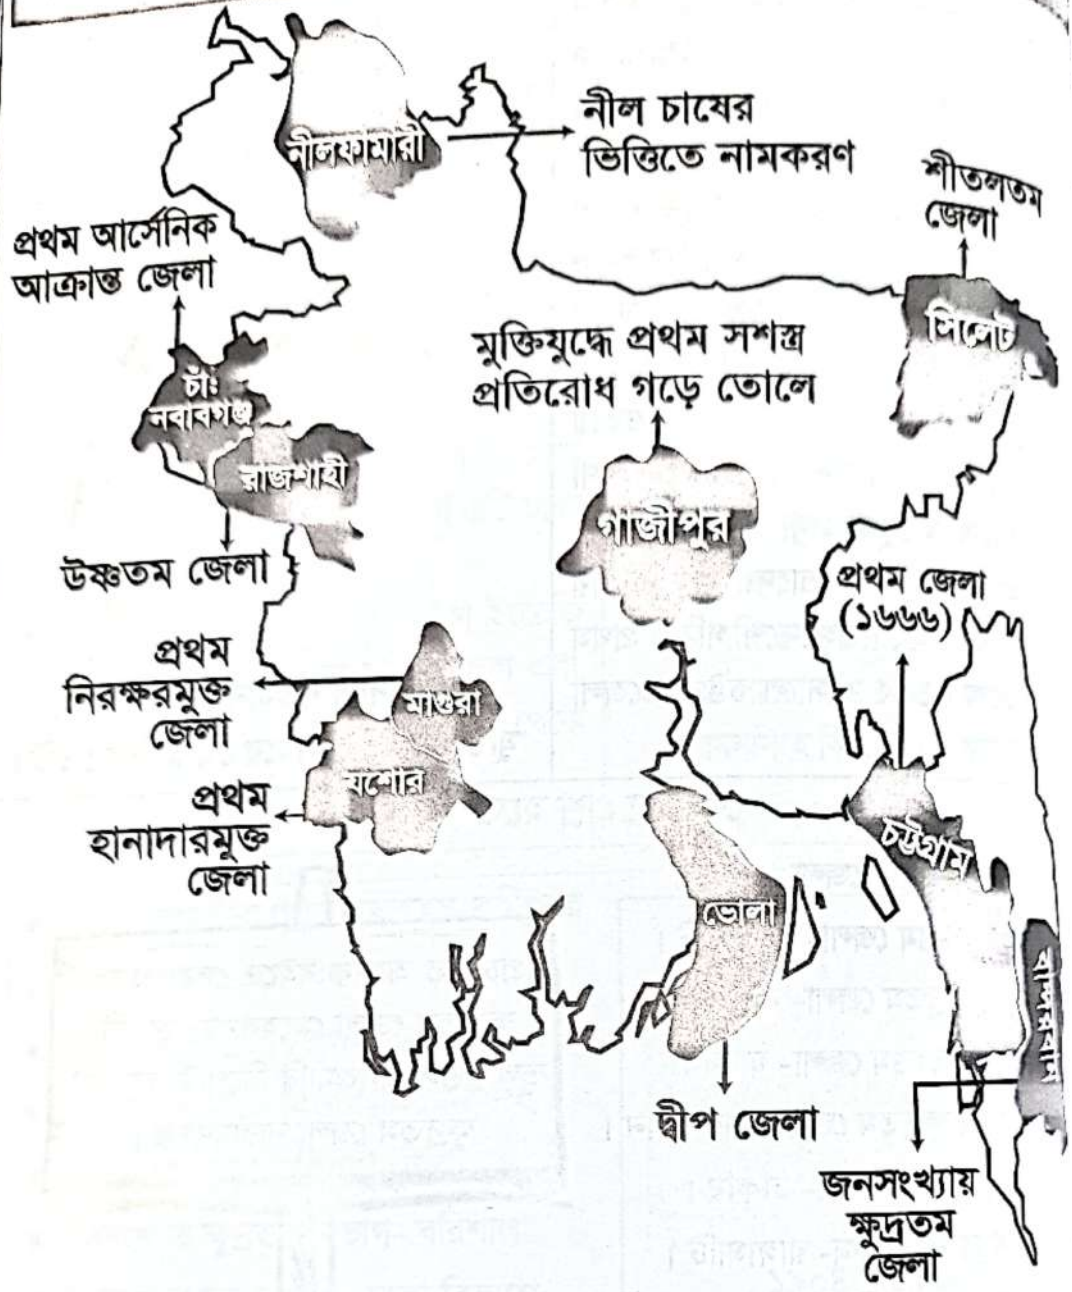 নীলফামারী
নীল চাষের
ভিত্তিতে নামকরণ
শীতলতম
জেলা
সিলেট
প্রথম আর্সেনিক
আক্রান্ত জেলা
চাঁ:
নবাবগঞ্জ
রাজশাহী
উষ্ণতম জেলা
মুক্তিযুদ্ধে প্রথম সশস্ত্র
প্রতিরোধ গড়ে তোলে
গাজীপুর
প্রথম জেলা
(১৬৬৬)
প্রথম
নিরক্ষরমুক্ত
জেলা
মাগুরা
যশোর
প্রথম
হানাদারমুক্ত
জেলা
চট্টগ্রাম
ভোলা
দ্বীপ জেলা
বান্দরবান
জনসংখ্যায়
ক্ষুদ্রতম
জেলা